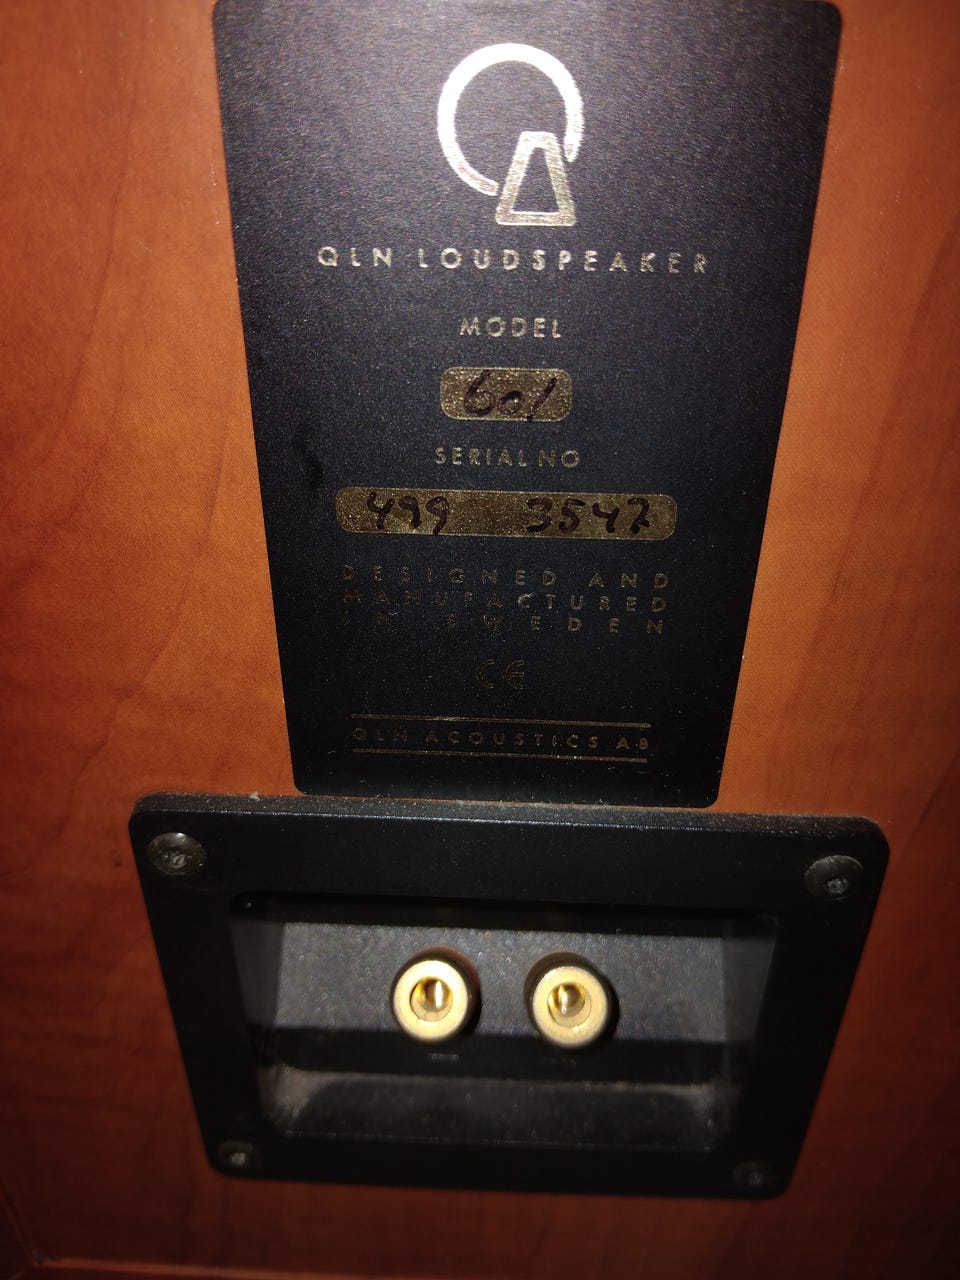 QLN LOUDSPEAKER
MODEL
601
SERIAL NO
499 3547
DESIGNED AND
MANUFACTURED
IN SWEDEN
CE
QLN ACOUSTICS AB